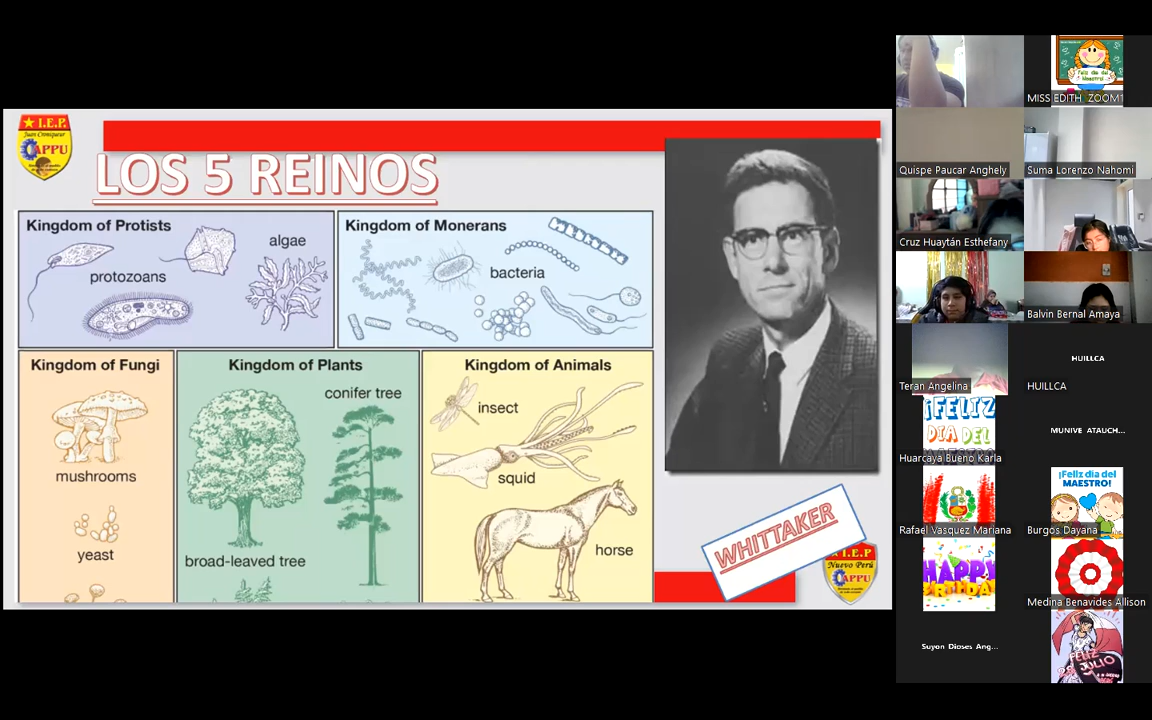 ★ I.E.P.
Juan Croniqueur
CAPPU
LOS 5 REINOS
Kingdom of Protists
algae
protozoans
Kingdom of Monerans
bacteria
Kingdom of Fungi
mushrooms
yeast
Kingdom of Plants
conifer tree
broad-leaved tree
Kingdom of Animals
insect
squid
horse
WHITTAKER
I.E.P
Nuevo Perú
CAPPU
Feliz día del
Maestro!
MISS EDITH_ZOOM1
Quispe Paucar Anghely
Suma Lorenzo Nahomi
Cruz Huaytán Esthefany
Balvin Bernal Amaya
Teran Angelina
HUILLCA
HUILLCA
¡FELIZ
DIA DEL
Huarcaya Bueno Karla
MUNIVE ATAUCH...
Rafael Vasquez Mariana
¡Feliz día del
MAESTRO!
Burgos Dayana
HAPPY
BIRTHDAY
Medina Benavides Allison
Suyon Dioses Ang...
FELIZ
JULIO